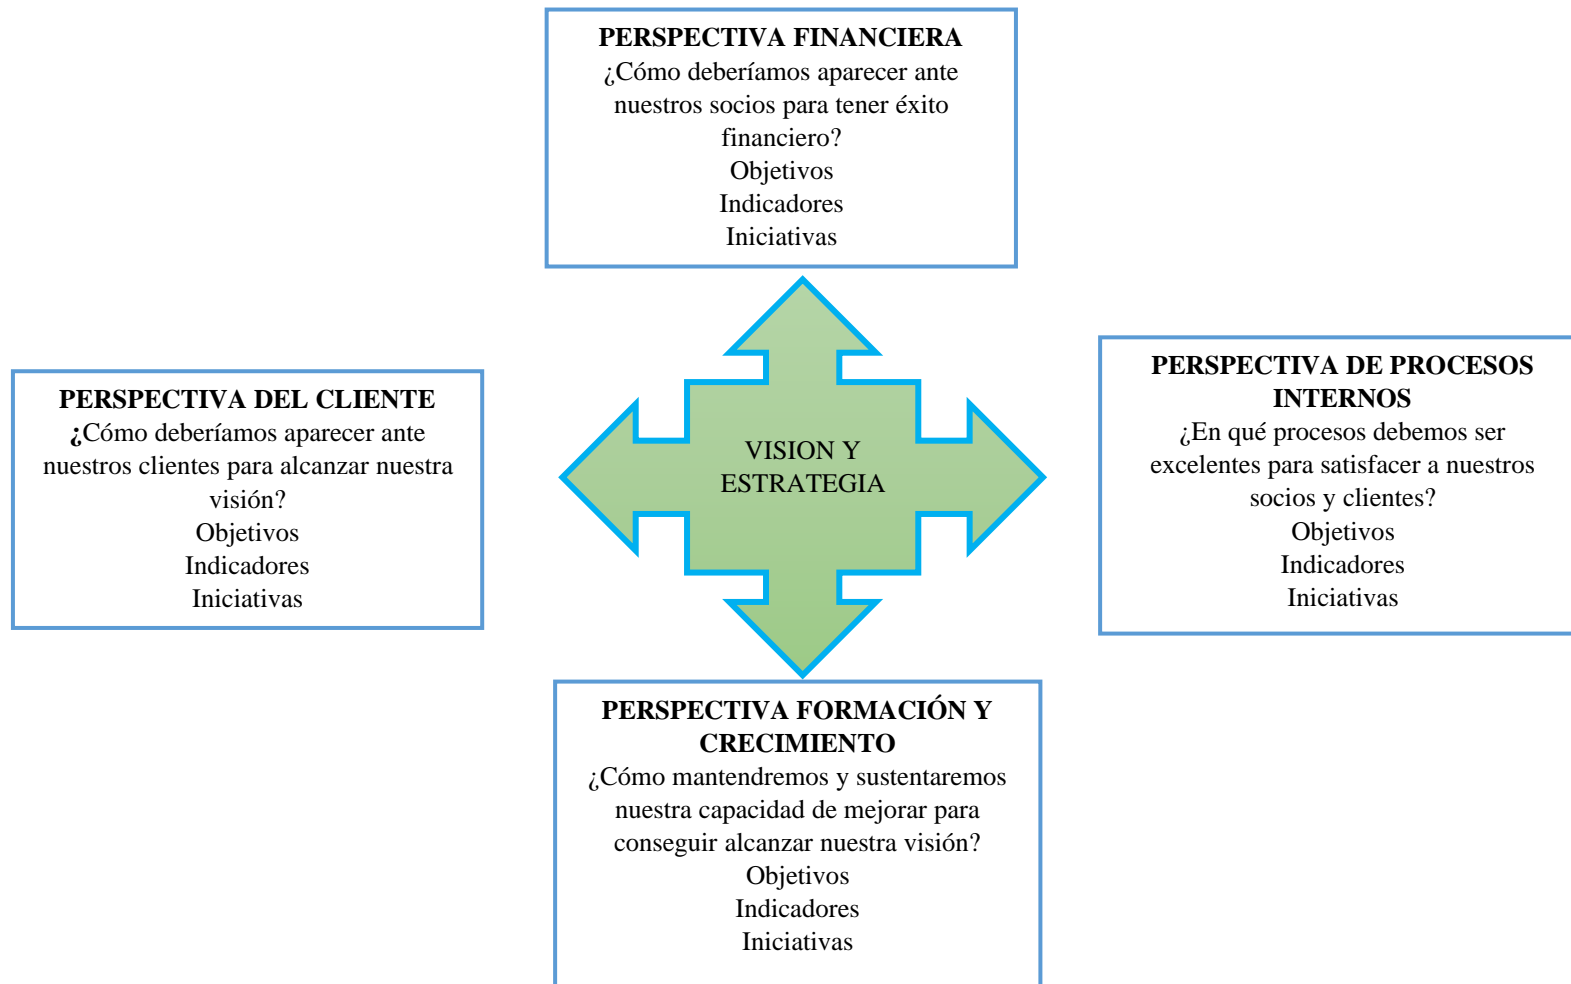 PERSPECTIVA FINANCIERA
¿Cómo deberíamos aparecer ante
nuestros socios para tener éxito
financiero?
Objetivos
Indicadores
Iniciativas
PERSPECTIVA DEL CLIENTE
¿Cómo deberíamos aparecer ante
nuestros clientes para alcanzar nuestra
visión?
Objetivos
Indicadores
Iniciativas
VISION Y
ESTRATEGIA
PERSPECTIVA DE PROCESOS
INTERNOS
¿En qué procesos debemos ser
excelentes para satisfacer a nuestros
socios y clientes?
Objetivos
Indicadores
Iniciativas
PERSPECTIVA FORMACIÓN Y
CRECIMIENTO
¿Cómo mantendremos y sustentaremos
nuestra capacidad de mejorar para
conseguir alcanzar nuestra visión?
Objetivos
Indicadores
Iniciativas